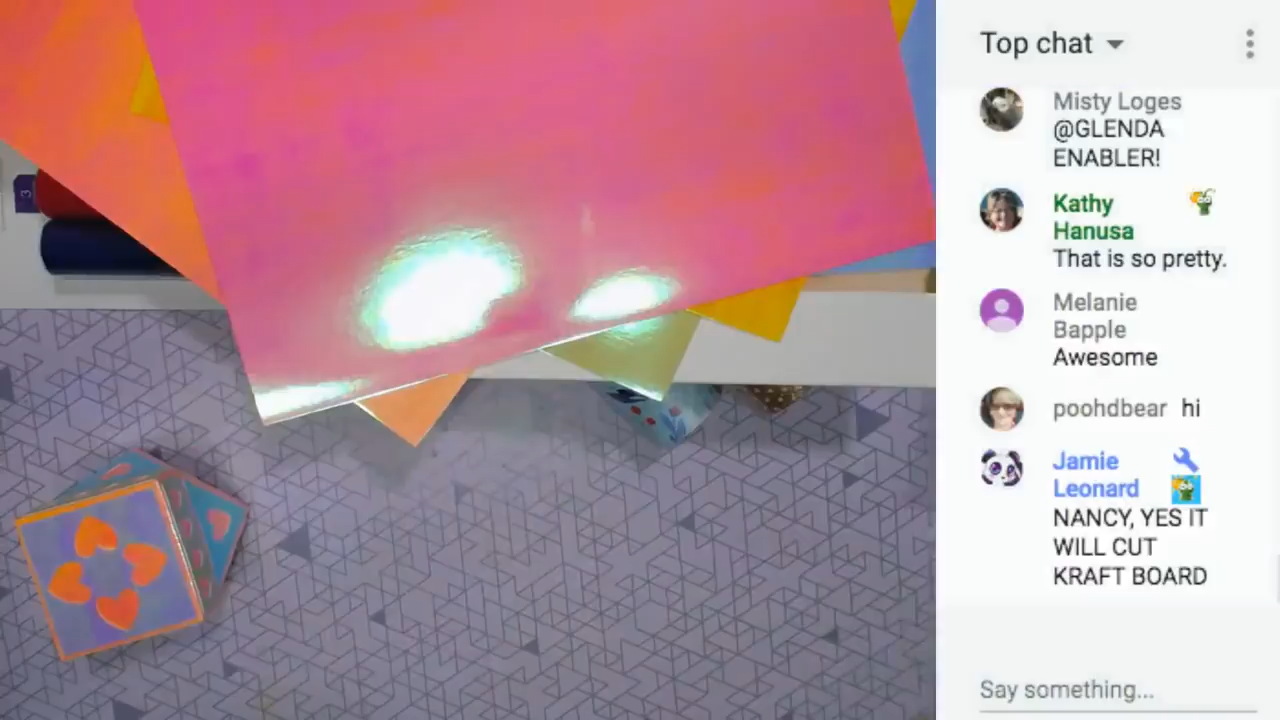 Top chat
Misty Loges
@GLENDA
ENABLER!
Kathy
Hanusa
That is so pretty.
Melanie
Bapple
Awesome
poohdbear hi
Jamie
Leonard
NANCY, YES IT
WILL CUT
KRAFT BOARD
Say something...
3